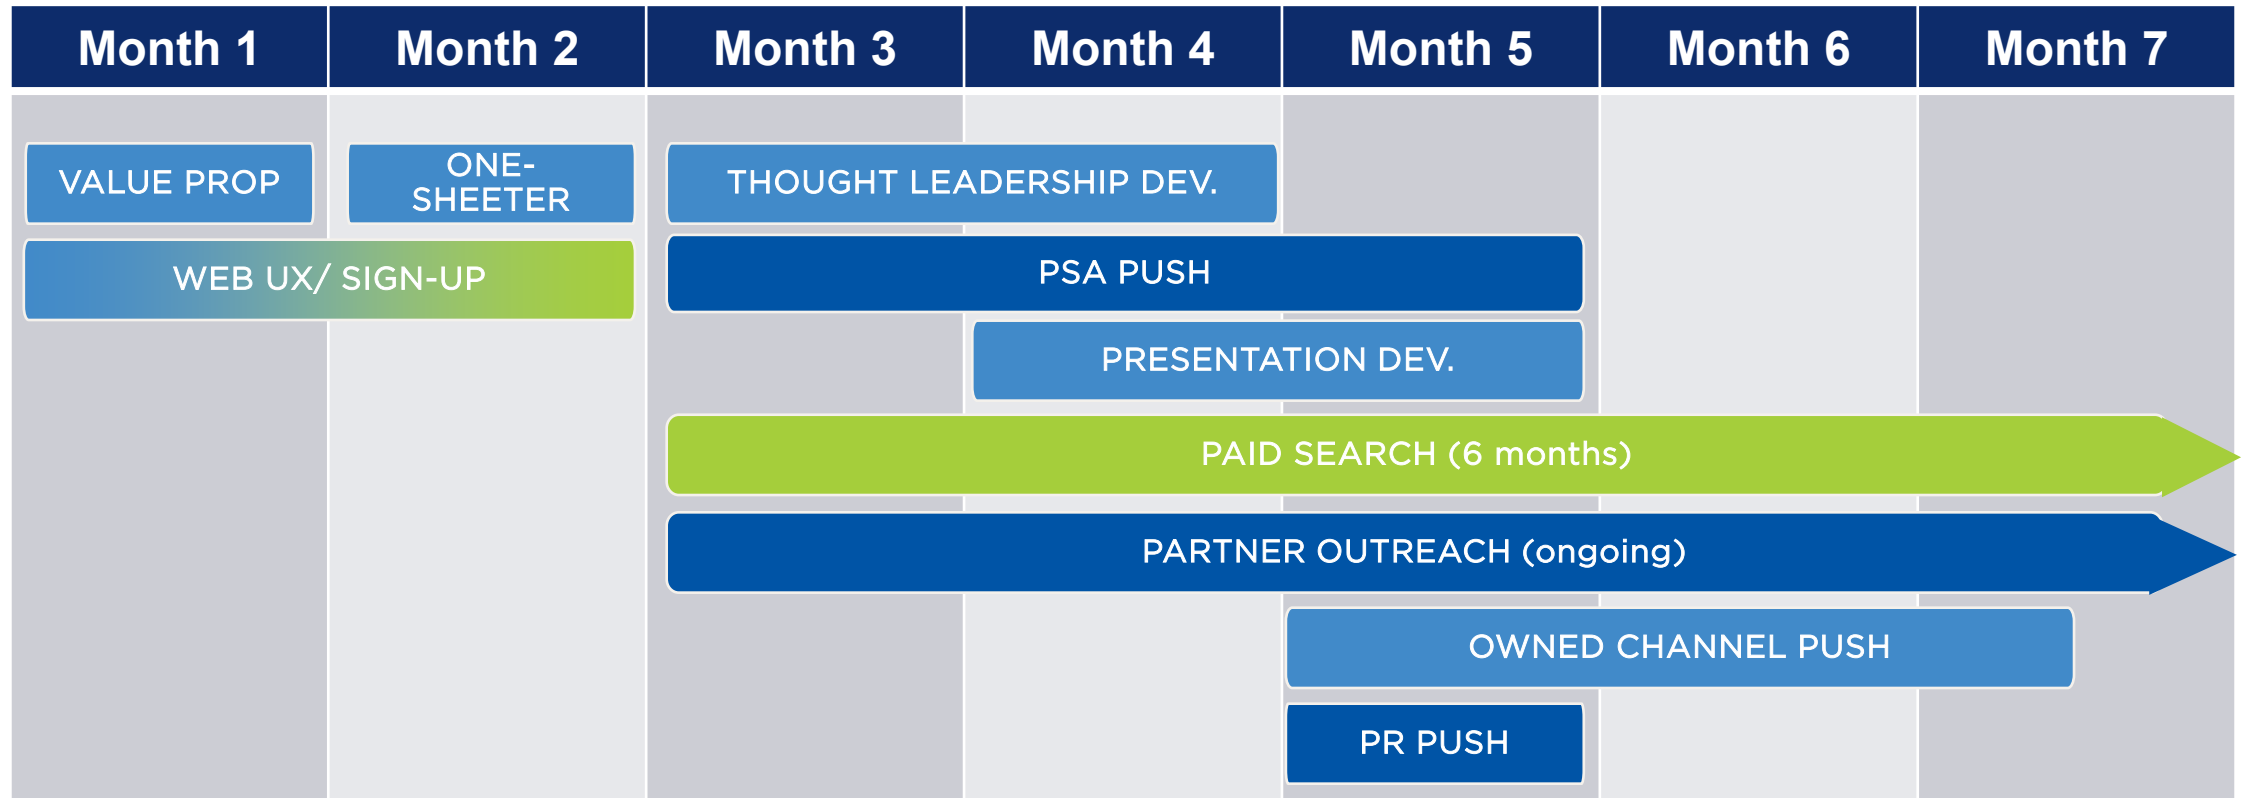 Month 1
Month 2
Month 3
Month 4
Month 5
Month 6
Month 7
VALUE PROP
ONE-
SHEETER
THOUGHT LEADERSHIP DEV.
WEB UX/ SIGN-UP
PSA PUSH
PRESENTATION DEV.
PAID SEARCH (6 months)
PARTNER OUTREACH (ongoing)
OWNED CHANNEL PUSH
PR PUSH